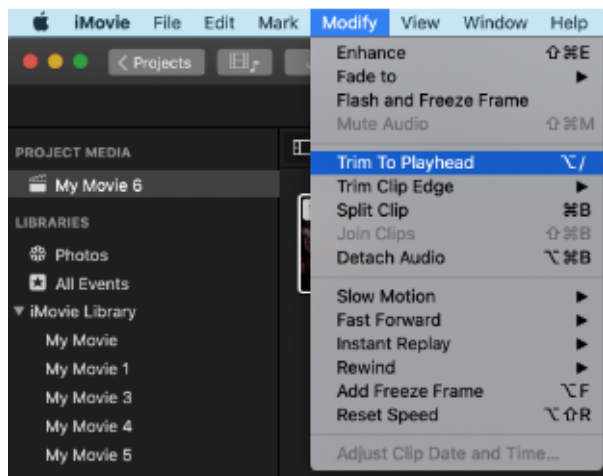 iMovie File Edit Mark Modify View Window Help
Projects
PROJECT MEDIA
My Movie 6
LIBRARIES
Photos
All Events
iMovie Library
My Movie
My Movie 1
My Movie 3
My Movie 4
My Movie 5
Enhance ⇧⌘E
Fade to ▶
Flash and Freeze Frame
Mute Audio ⇧⌘M
Trim To Playhead ⌥/
Trim Clip Edge ▶
Split Clip ⌘B
Join Clips ⇧⌘B
Detach Audio ⌥⌘B
Slow Motion ▶
Fast Forward ▶
Instant Replay ▶
Rewind ▶
Add Freeze Frame ⌥F
Reset Speed ⌥⇧R
Adjust Clip Date and Time...